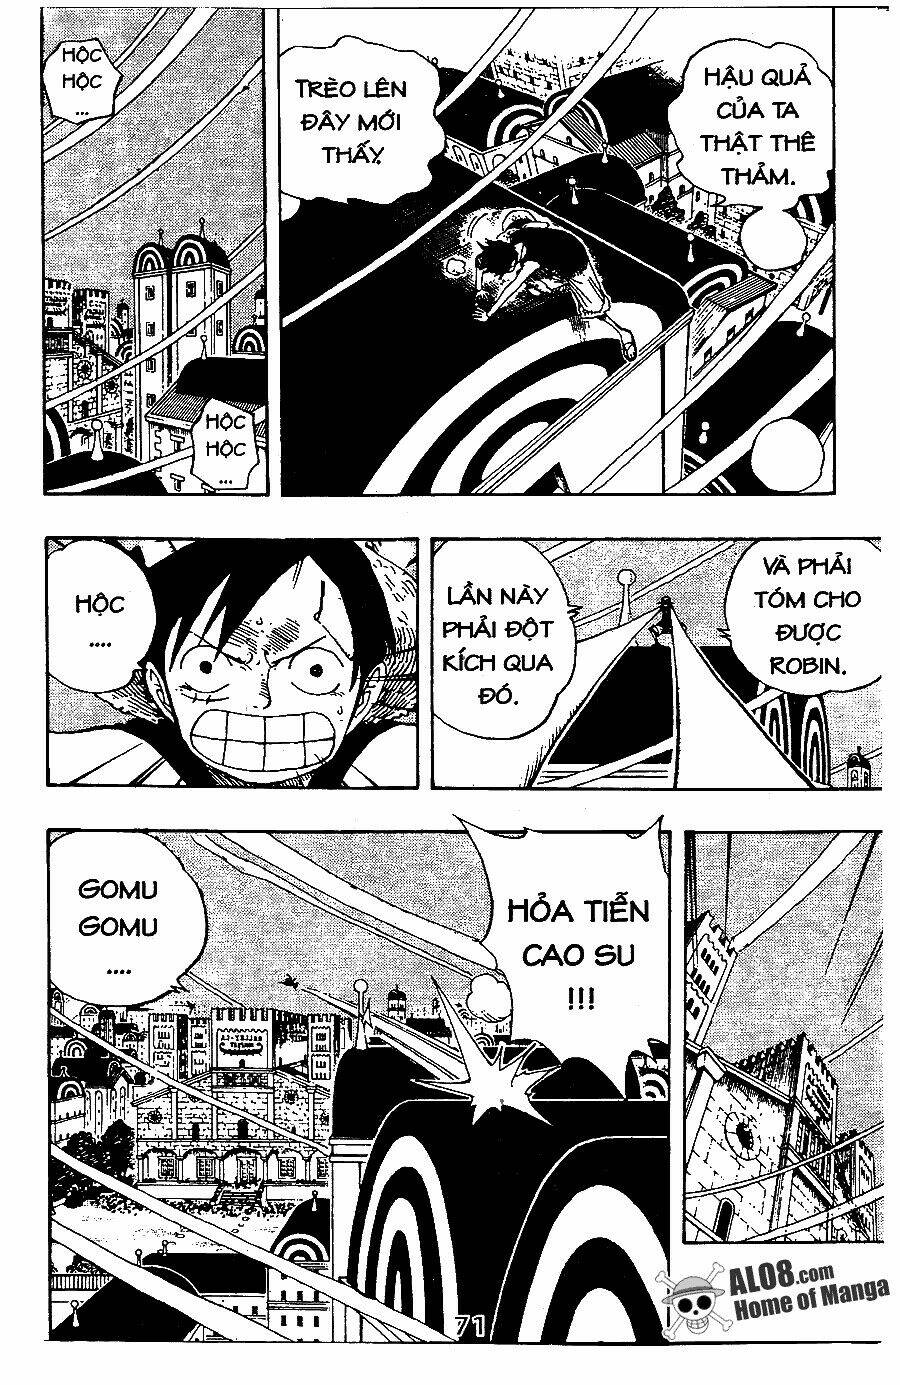 HẬU QUẢ
CỦA TA
THẬT THÊ
THẢM.
TRÈO LÊN
ĐÂY MỚI
THẤY.
HỘC
HỘC
...
HỘC
HỘC
...
VÀ PHẢI
TÓM CHO
ĐƯỢC
ROBIN.
LẦN NÀY
PHẢI ĐỘT
KÍCH QUA
ĐÓ.
HỘC
....
HỎA TIỄN
CAO SU
!!!
GOMU
GOMU
....
71
ALO8.com
Home of Manga